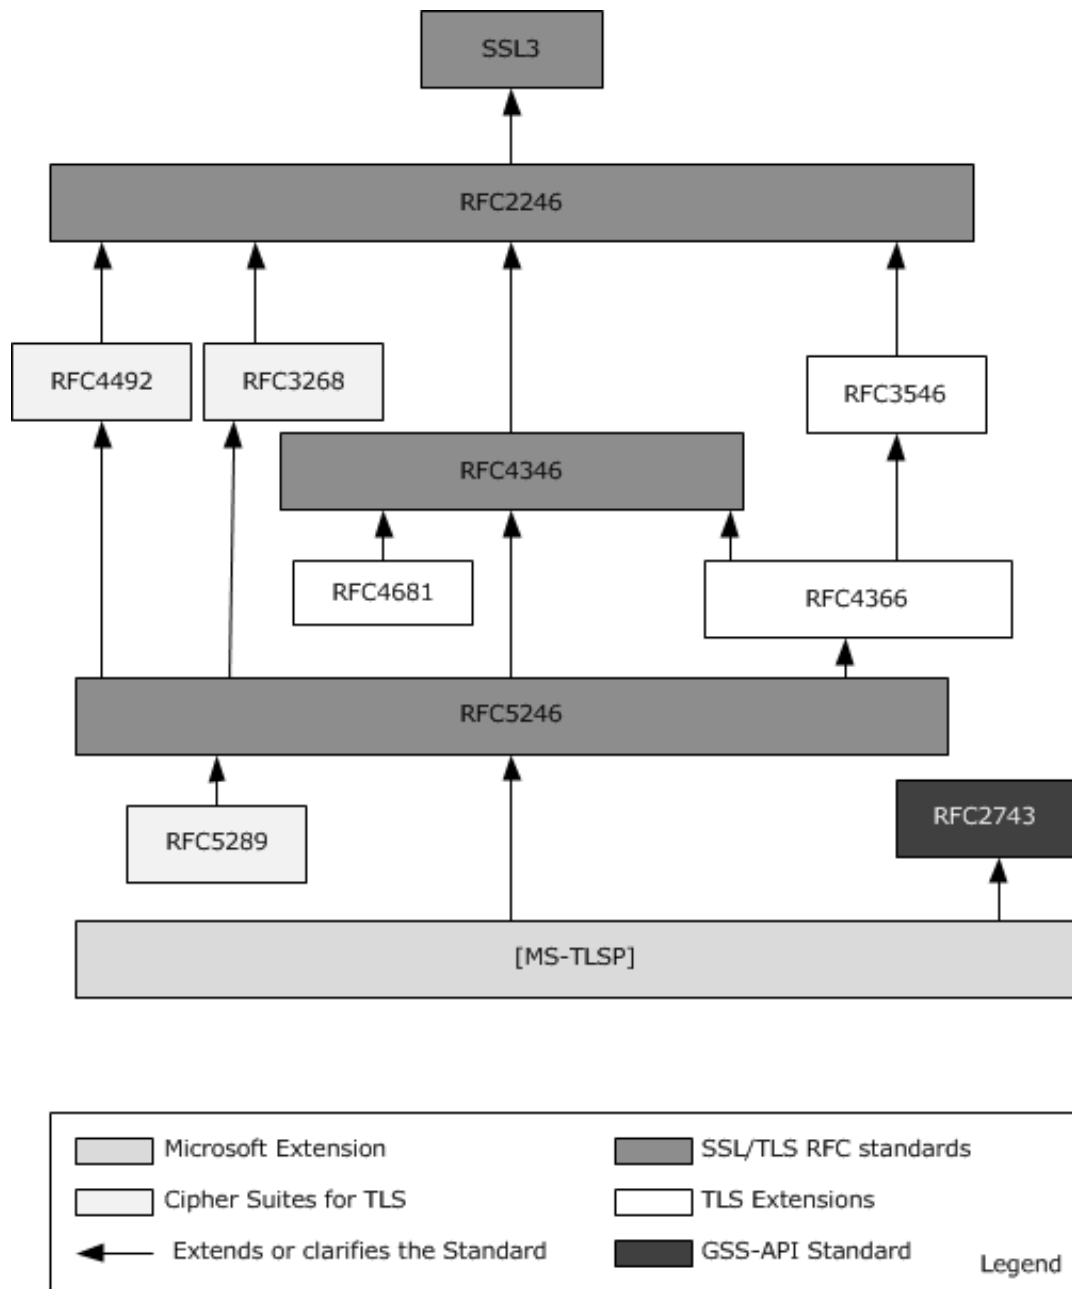 SSL3
RFC2246
RFC4492
RFC3268
RFC3546
RFC4346
RFC4681
RFC4366
RFC5246
RFC2743
RFC5289
[MS-TLSP]
Microsoft Extension
SSL/TLS RFC standards
Cipher Suites for TLS
TLS Extensions
Extends or clarifies the Standard
GSS-API Standard
Legend